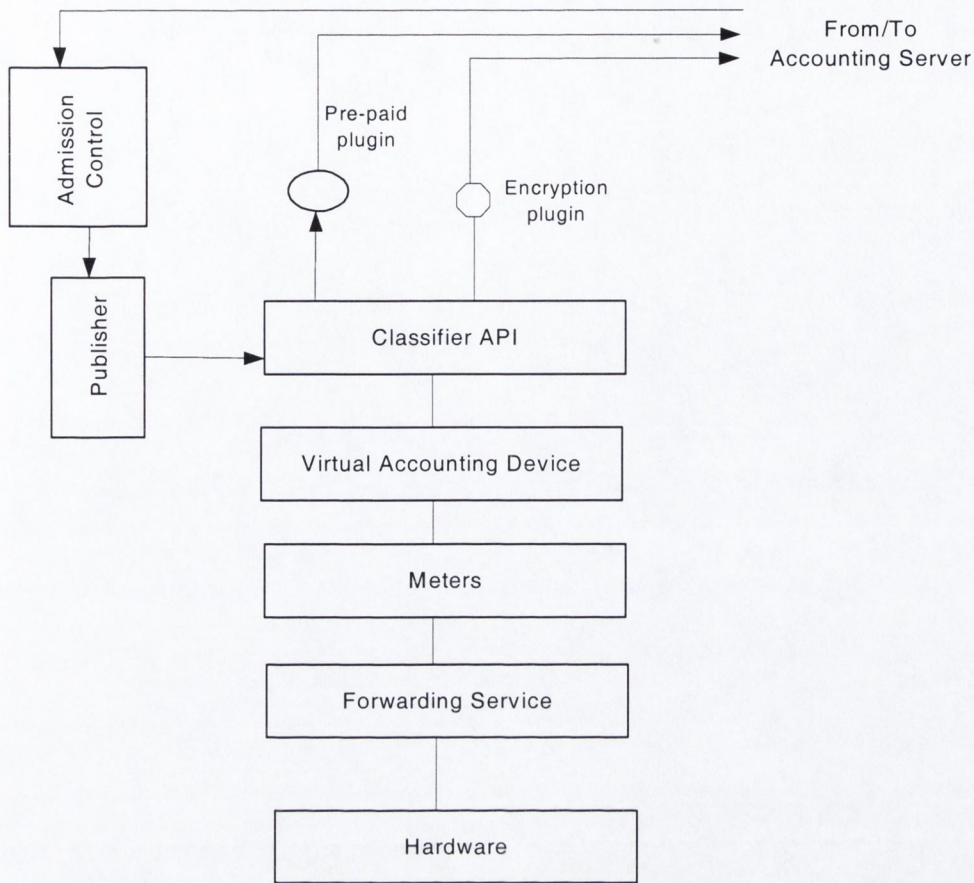 From/To
Accounting Server
Admission
Control
Pre-paid
plugin
Encryption
plugin
Publisher
Classifier API
Virtual Accounting Device
Meters
Forwarding Service
Hardware